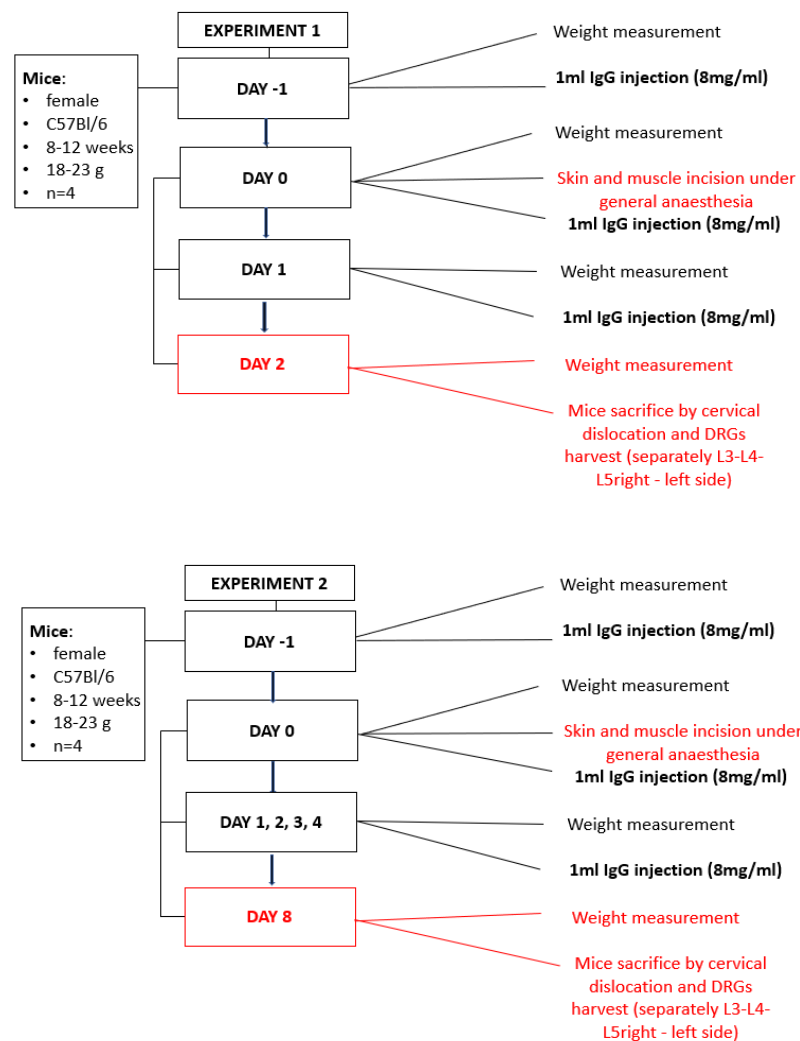 EXPERIMENT 1
Mice:
• female
• C57Bl/6
• 8-12 weeks
• 18-23 g
• n=4
DAY -1
Weight measurement
1ml IgG injection (8mg/ml)
DAY 0
Weight measurement
Skin and muscle incision under
general anaesthesia
1ml IgG injection (8mg/ml)
DAY 1
Weight measurement
1ml IgG injection (8mg/ml)
DAY 2
Weight measurement
Mice sacrifice by cervical
dislocation and DRGs
harvest (separately L3-L4-
L5right - left side)
EXPERIMENT 2
Mice:
• female
• C57Bl/6
• 8-12 weeks
• 18-23 g
• n=4
DAY -1
Weight measurement
1ml IgG injection (8mg/ml)
DAY 0
Weight measurement
Skin and muscle incision under
general anaesthesia
1ml IgG injection (8mg/ml)
DAY 1, 2, 3, 4
Weight measurement
1ml IgG injection (8mg/ml)
DAY 8
Weight measurement
Mice sacrifice by cervical
dislocation and DRGs
harvest (separately L3-L4-
L5right - left side)